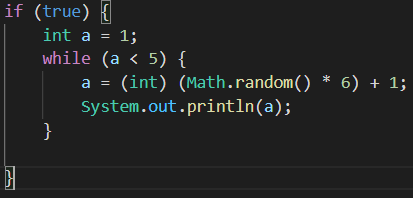 if (true) {
    int a = 1;
    while (a < 5) {
        a = (int) (Math.random() * 6) + 1;
        System.out.println(a);
    }

}